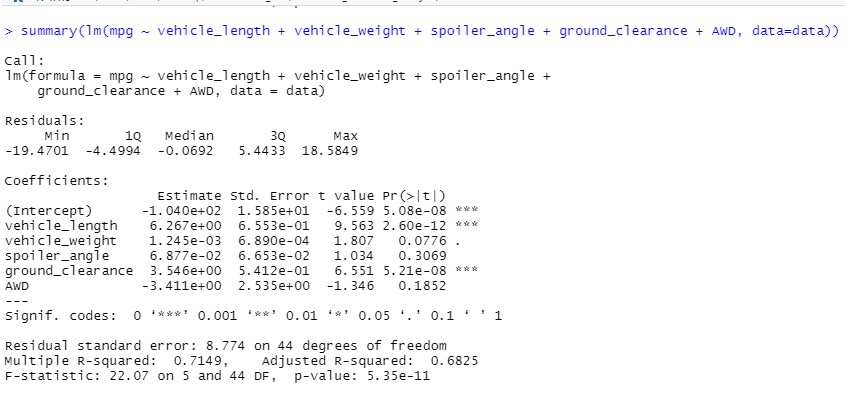 > summary(lm(mpg ~ vehicle_length + vehicle_weight + spoiler_angle + ground_clearance + AWD, data=data))
Call:
lm(formula = mpg ~ vehicle_length + vehicle_weight + spoiler_angle +
    ground_clearance + AWD, data = data)
Residuals:
     Min       1Q   Median       3Q      Max
-19.4701  -4.4994  -0.0692   5.4433  18.5849
Coefficients:
                   Estimate Std. Error t value Pr(>|t|)
(Intercept)      -1.040e+02  1.585e+01  -6.559 5.08e-08 ***
vehicle_length    6.267e+00  6.553e-01   9.563 2.60e-12 ***
vehicle_weight    1.245e-03  6.890e-04   1.807   0.0776 .
spoiler_angle     6.877e-02  6.653e-02   1.034   0.3069
ground_clearance  3.546e+00  5.412e-01   6.551 5.21e-08 ***
AWD              -3.411e+00  2.535e+00  -1.346   0.1852
---
Signif. codes:  0 ‘***’ 0.001 ‘**’ 0.01 ‘*’ 0.05 ‘.’ 0.1 ‘ ’ 1
Residual standard error: 8.774 on 44 degrees of freedom
Multiple R-squared:  0.7149,    Adjusted R-squared:  0.6825
F-statistic: 22.07 on 5 and 44 DF,  p-value: 5.35e-11